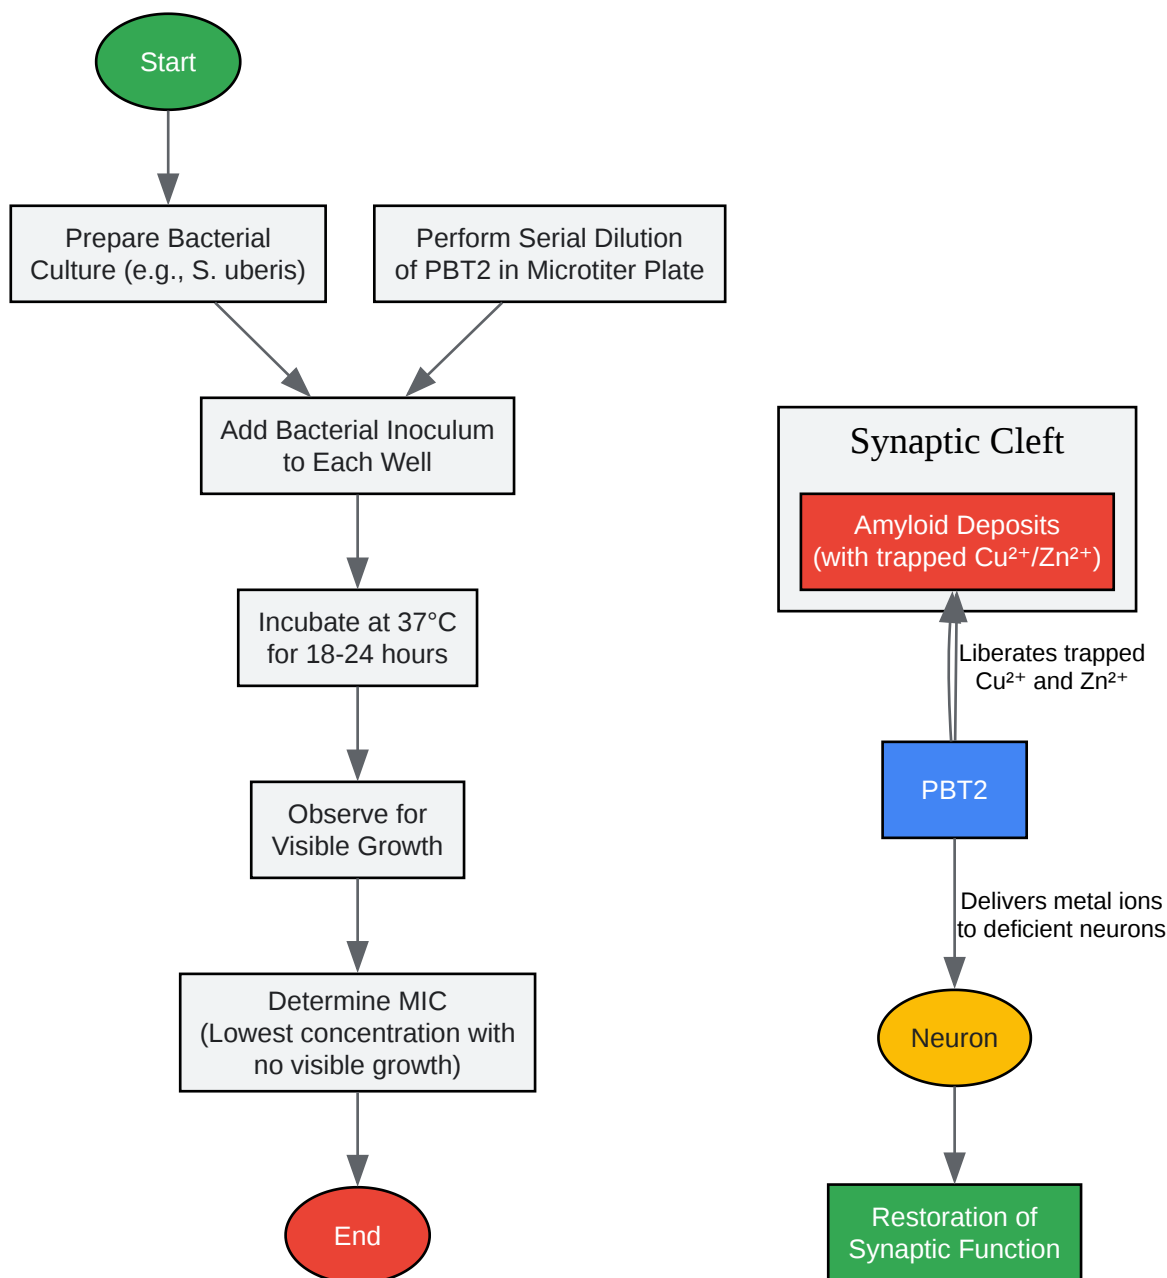 Start
Prepare Bacterial
Culture (e.g., S. uberis)
Perform Serial Dilution
of PBT2 in Microtiter Plate
Add Bacterial Inoculum
to Each Well
Incubate at 37°C
for 18-24 hours
Observe for
Visible Growth
Determine MIC
(Lowest concentration with
no visible growth)
End
Synaptic Cleft
Amyloid Deposits
(with trapped Cu²⁺/Zn²⁺)
Liberates trapped
Cu²⁺ and Zn²⁺
PBT2
Delivers metal ions
to deficient neurons
Neuron
Restoration of
Synaptic Function